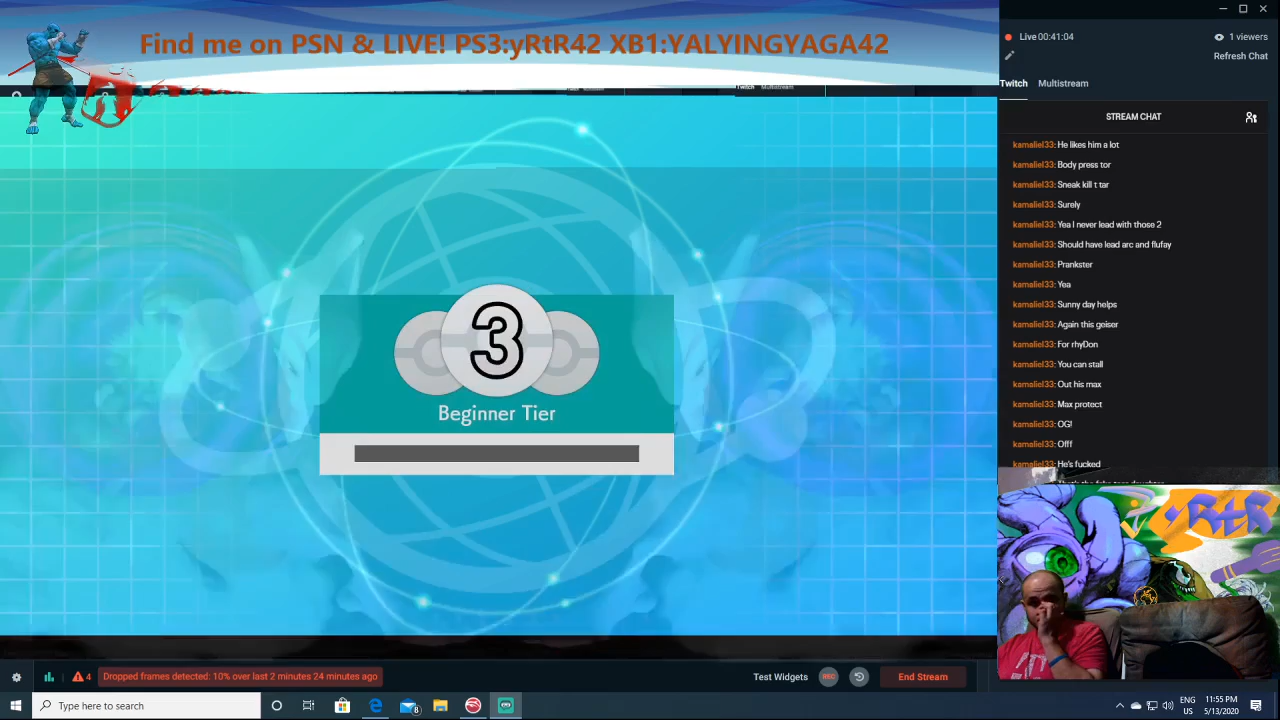 Find me on PSN & LIVE! PS3:yRtR42 XB1:YALYINGYAGA42
Live 00:41:04
1 viewers
Refresh Chat
Twitch
Multistream
Twitch
Multistream
STREAM CHAT
kamaliel33: He likes him a lot
kamaliel33: Body press tor
kamaliel33: Sneak kill t tar
kamaliel33: Surely
kamaliel33: Yea I never lead with those 2
kamaliel33: Should have lead arc and flufay
kamaliel33: Prankster
kamaliel33: Yea
kamaliel33: Sunny day helps
kamaliel33: Again this geiser
kamaliel33: For rhyDon
kamaliel33: You can stall
kamaliel33: Out his max
kamaliel33: Max protect
kamaliel33: OG!
kamaliel33: Offf
kamaliel33: He's fucked
3
Beginner Tier
4
Dropped frames detected: 10% over last 2 minutes 24 minutes ago
Test Widgets
REC
End Stream
Type here to search
8
ENG
US
11:55 PM
5/13/2020